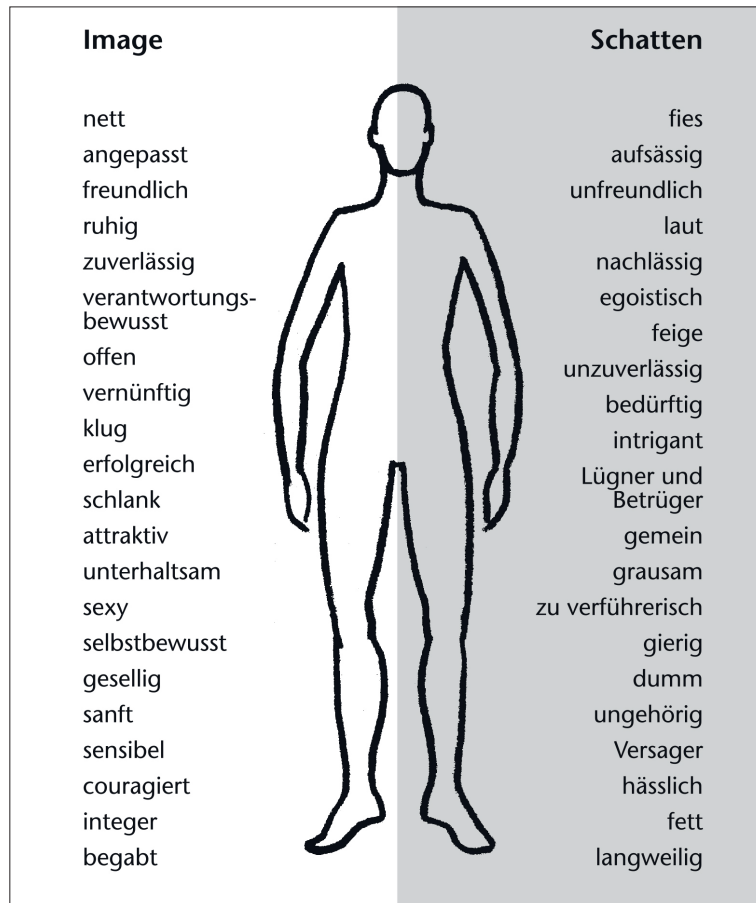 Image
nett
angepasst
freundlich
ruhig
zuverlässig
verantwortungs-
bewusst
offen
vernünftig
klug
erfolgreich
schlank
attraktiv
unterhaltsam
sexy
selbstbewusst
gesellig
sanft
sensibel
couragiert
integer
begabt
Schatten
fies
aufsässig
unfreundlich
laut
nachlässig
egoistisch
feige
unzuverlässig
bedürftig
intrigant
Lügner und
Betrüger
gemein
grausam
zu verführerisch
gierig
dumm
ungehörig
Versager
hässlich
fett
langweilig